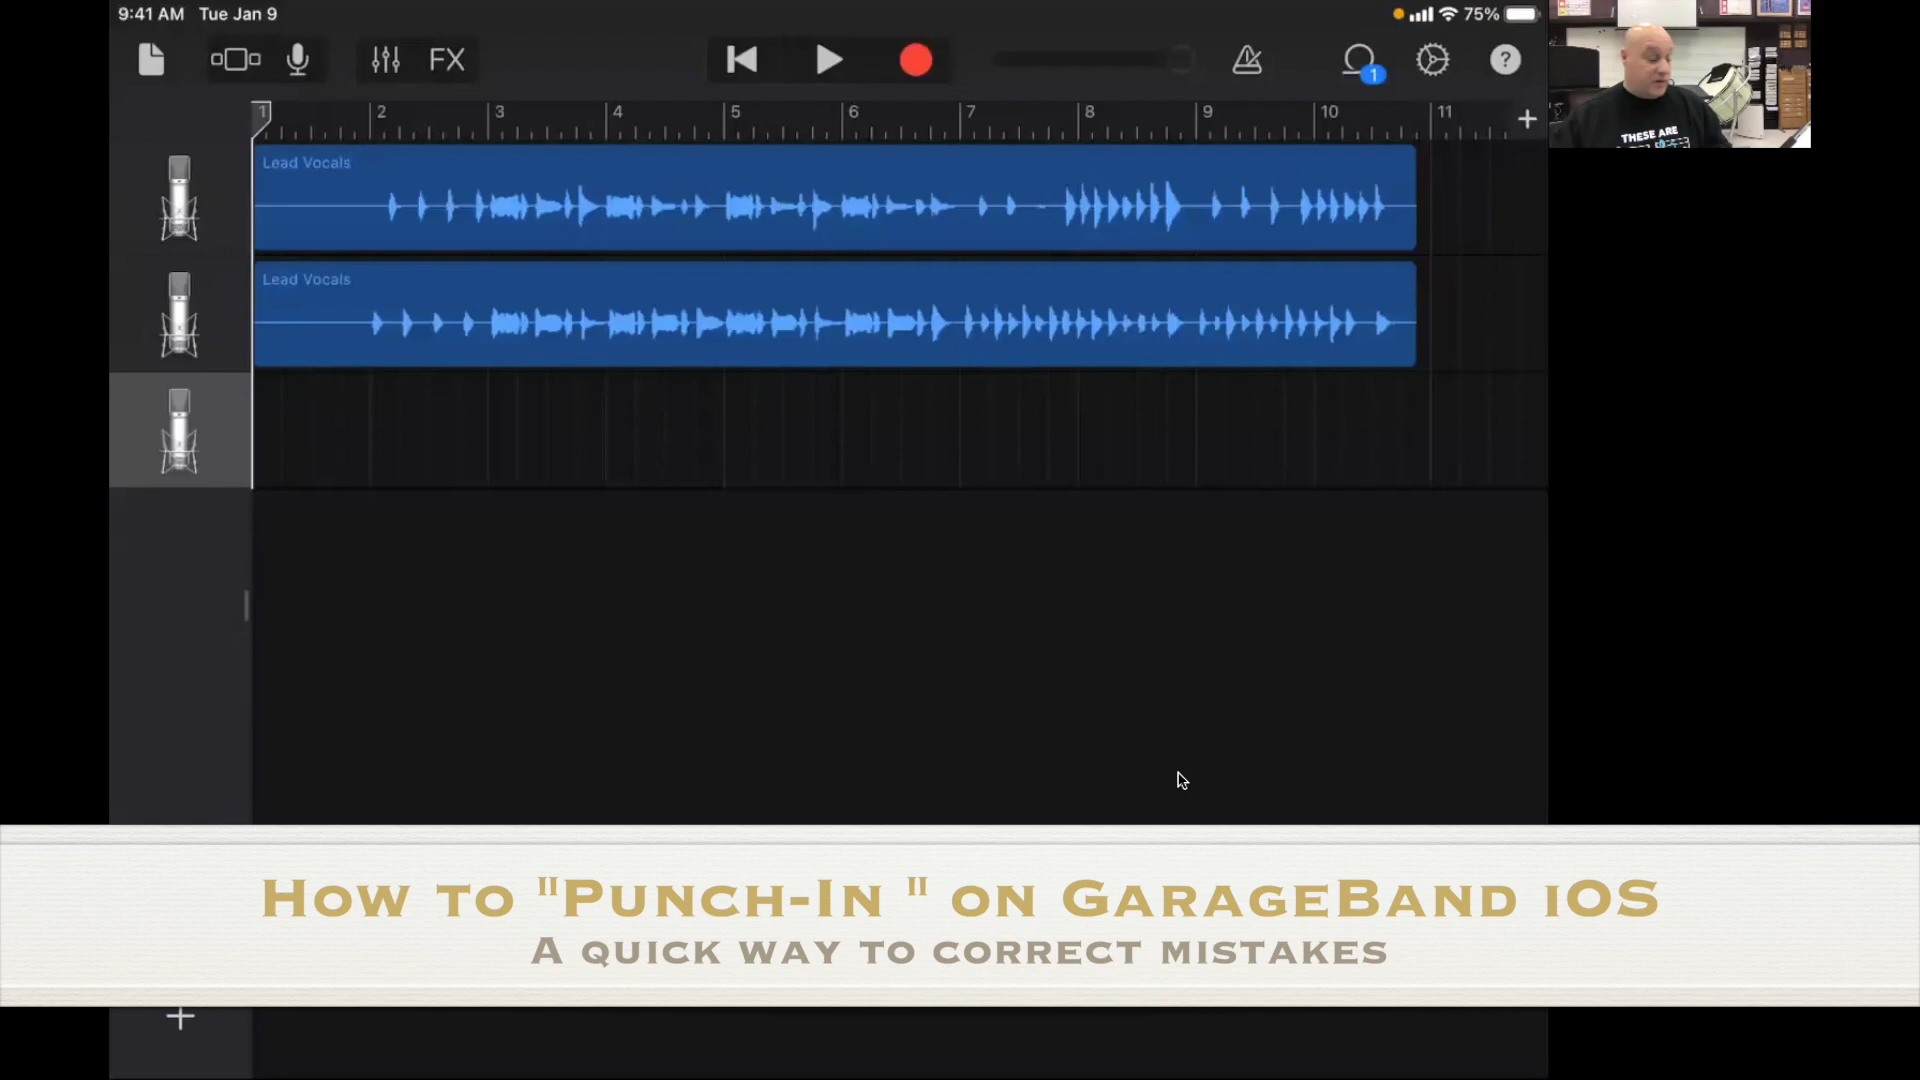 9:41 AM Tue Jan 9
75%
FX
1
?
1 2 3 4 5 6 7 8 9 10 11
Lead Vocals
Lead Vocals
THESE ARE
How to "Punch-In " on GarageBand iOS
A quick way to correct mistakes